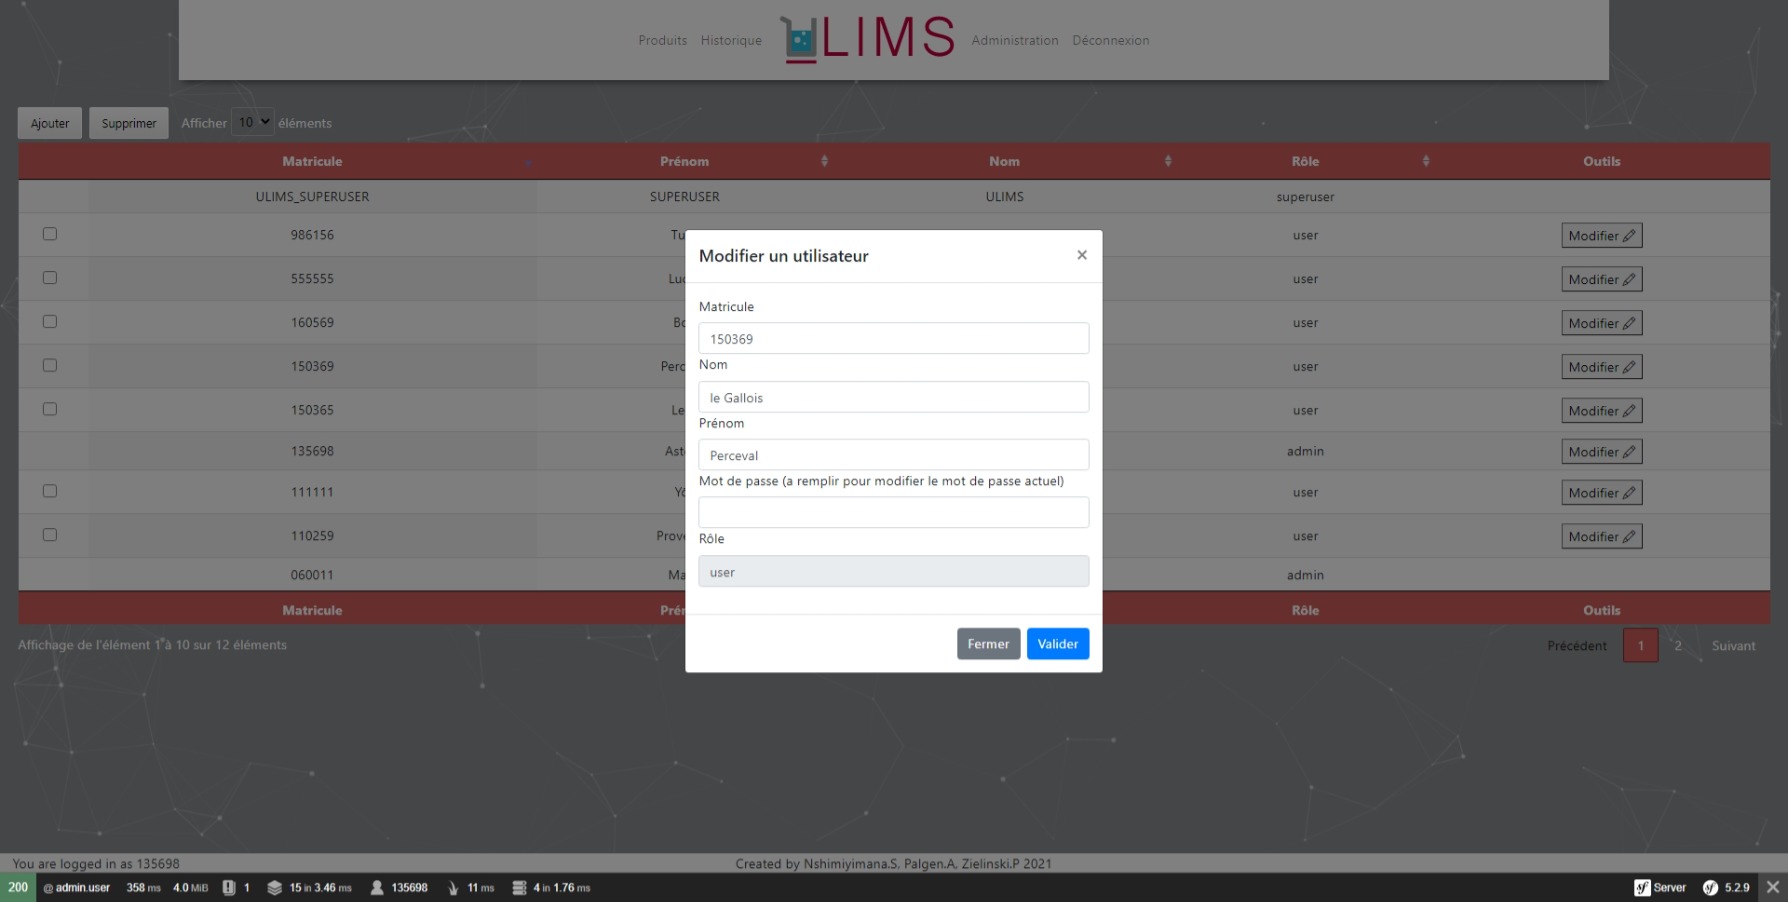 Produits Historique ULIMS Administration Déconnexion
Ajouter Supprimer Afficher 10 éléments
Matricule Prénom Nom Rôle Outils
ULIMS_SUPERUSER SUPERUSER ULIMS superuser
986156 Tu user Modifier
555555 Luc user Modifier
160569 Bo user Modifier
150369 Perc user Modifier
150365 Le user Modifier
135698 Ast admin Modifier
111111 user Modifier
110259 Prov user Modifier
060011 Ma admin
Matricule Prén Rôle Outils
Affichage de l'élément 1 à 10 sur 12 éléments
Précédent 1 2 Suivant
Modifier un utilisateur ×
Matricule
150369
Nom
le Gallois
Prénom
Perceval
Mot de passe (a remplir pour modifier le mot de passe actuel)
Rôle
user
Fermer Valider
You are logged in as 135698
Created by Nshimiyimana.S, Palgen.A, Zielinski.P 2021
200 @ admin.user 358 ms 4.0 MiB 1 15 in 3.46 ms 135698 11 ms 4 in 1.76 ms Server 5.2.9